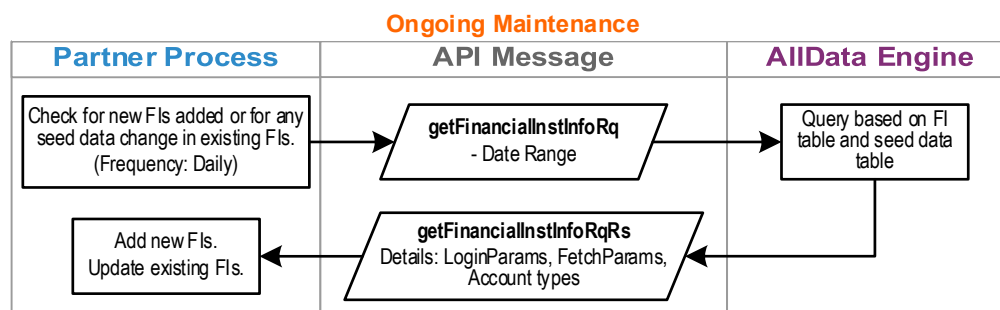 Ongoing Maintenance
Partner Process
API Message
AllData Engine
Check for new FIs added or for any
seed data change in existing FIs.
(Frequency: Daily)
getFinancialInstInfoRq
- Date Range
Query based on FI
table and seed data
table
Add new FIs.
Update existing FIs.
getFinancialInstInfoRqRs
Details: LoginParams, FetchParams,
Account types